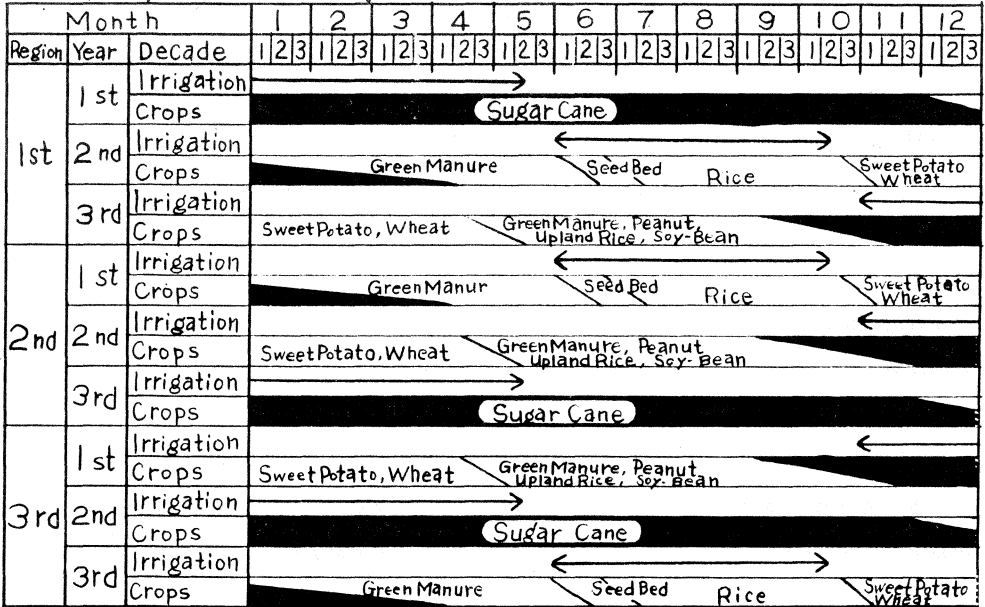 Month 1 2 3 4 5 6 7 8 9 10 11 12
Region Year Decade 1 2 3 1 2 3 1 2 3 1 2 3 1 2 3 1 2 3 1 2 3 1 2 3 1 2 3 1 2 3 1 2 3 1 2 3
1st
1st
Irrigation
Crops
Sugar Cane
2nd
Irrigation
Crops
Green Manure
Seed Bed
Rice
Sweet Potato
Wheat
3rd
Irrigation
Crops
Sweet Potato, Wheat
Green Manure, Peanut,
Upland Rice, Soy-Bean
2nd
1st
Irrigation
Crops
Green Manur
Seed Bed
Rice
Sweet Potato
Wheat
2nd
Irrigation
Crops
Sweet Potato, Wheat
Green Manure, Peanut
Upland Rice, Soy-Bean
3rd
Irrigation
Crops
Sugar Cane
3rd
1st
Irrigation
Crops
Sweet Potato, Wheat
Green Manure, Peanut
Upland Rice, Soy-Bean
2nd
Irrigation
Crops
Sugar Cane
3rd
Irrigation
Crops
Green Manure
Seed Bed
Rice
Sweet Potato
Wheat